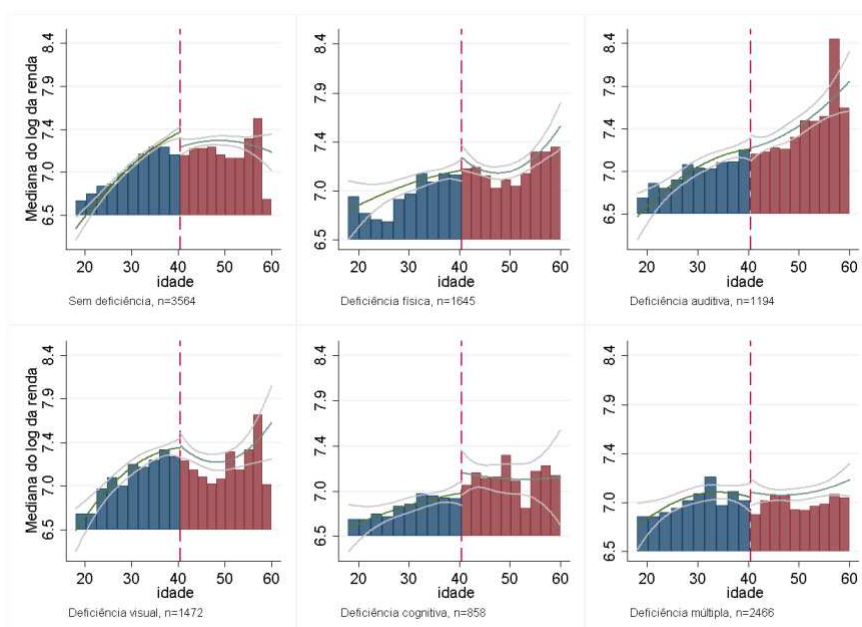 Mediana do log da renda
8.4
7.9
7.4
7.0
6.5
20 30 40 50 60
idade
Sem deficiência, n=3564
8.4
7.9
7.4
7.0
6.5
20 30 40 50 60
idade
Deficiência física, n=1645
8.4
7.9
7.4
7.0
6.5
20 30 40 50 60
idade
Deficiência auditiva, n=1194
Mediana do log da renda
8.4
7.9
7.4
7.0
6.5
20 30 40 50 60
idade
Deficiência visual, n=1472
8.4
7.9
7.4
7.0
6.5
20 30 40 50 60
idade
Deficiência cognitiva, n=858
8.4
7.9
7.4
7.0
6.5
20 30 40 50 60
idade
Deficiência múltipla, n=2466